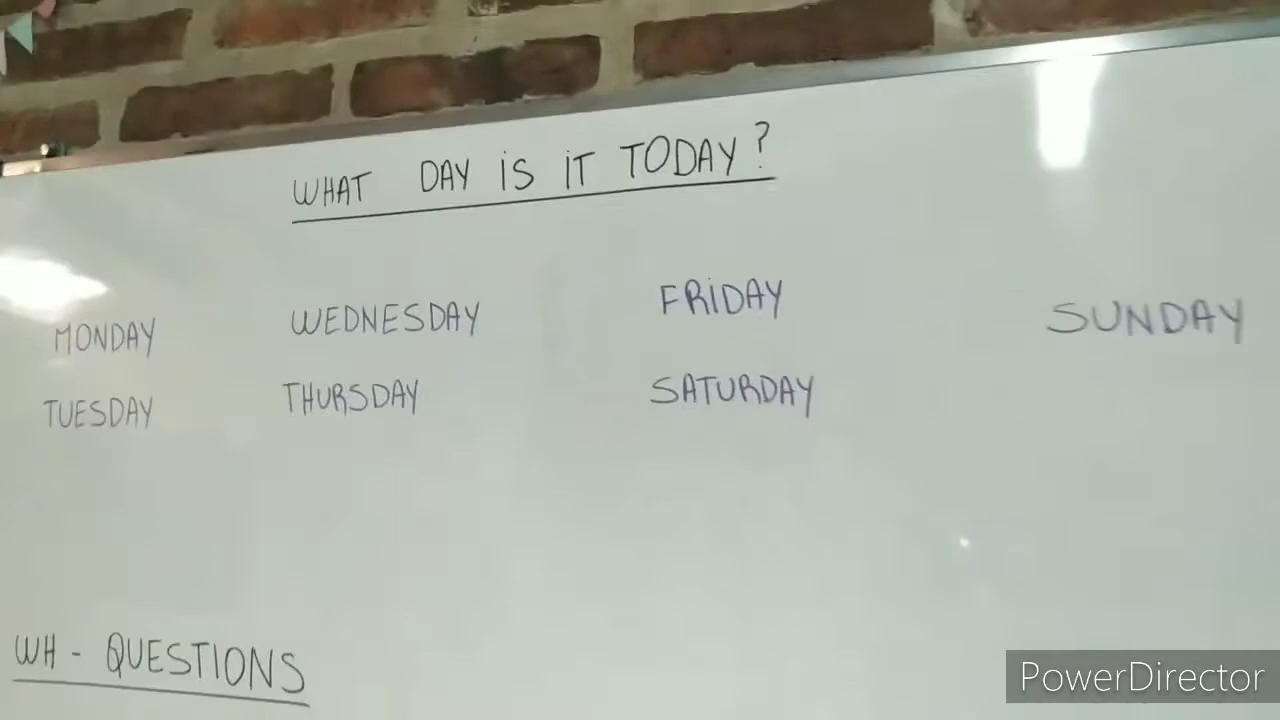 WHAT DAY iS iT TODAY?
MONDAY
TUESDAY
WEDNESDAY
THURSDAY
FRiDAY
SATURDAY
SUNDAY
WH - QUESTIONS
PowerDirector